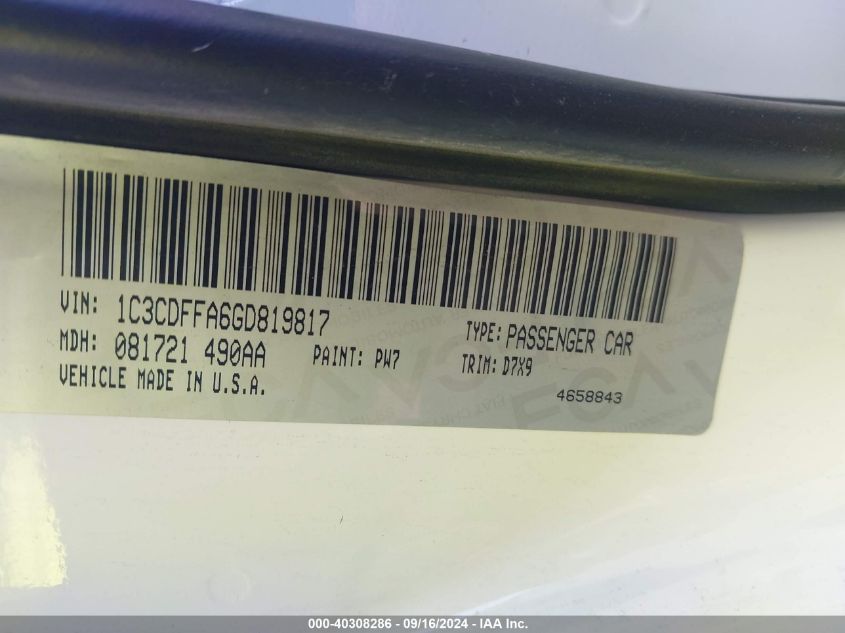 VIN: 1C3CDFFA6GD819817
MDH: 081721 490AA PAINT: PW7
VEHICLE MADE IN U.S.A.
TYPE: PASSENGER CAR
TRIM: D7X9
4658843
000-40308286 - 09/16/2024 - IAA Inc.